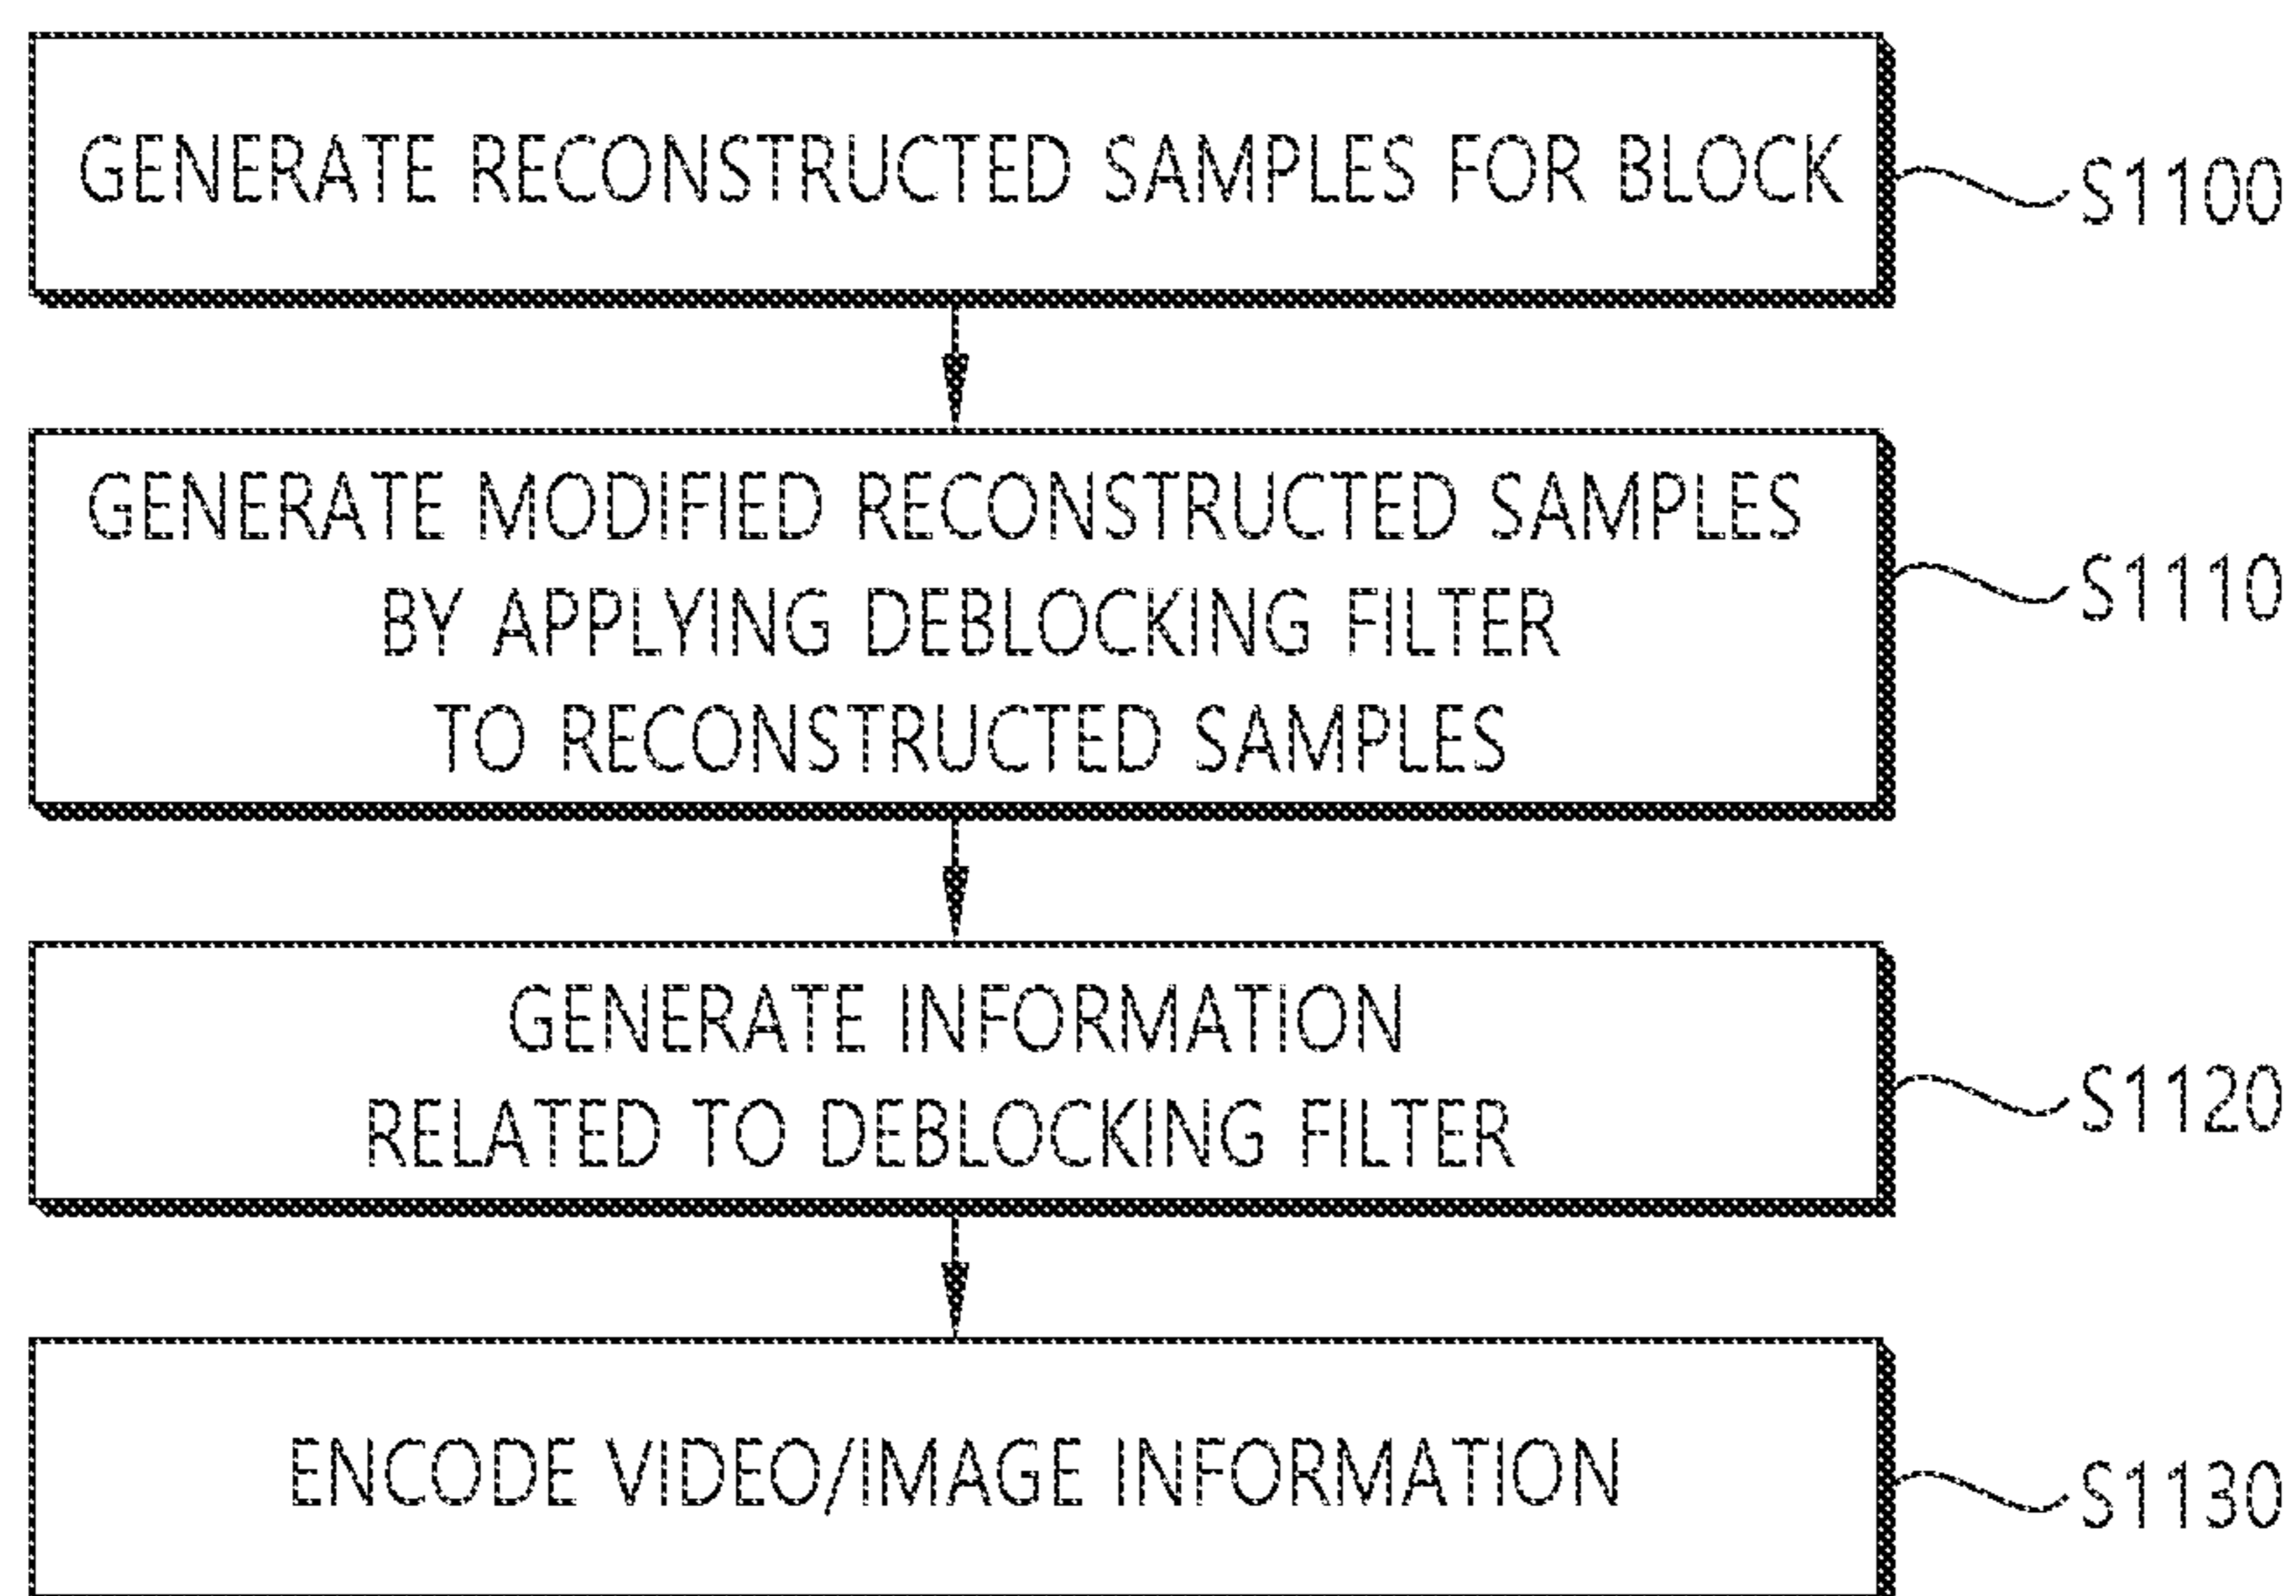 GENERATE RECONSTRUCTED SAMPLES FOR BLOCK
S1100
GENERATE MODIFIED RECONSTRUCTED SAMPLES
BY APPLYING DEBLOCKING FILTER
TO RECONSTRUCTED SAMPLES
S1110
GENERATE INFORMATION
RELATED TO DEBLOCKING FILTER
S1120
ENCODE VIDEO/IMAGE INFORMATION
S1130